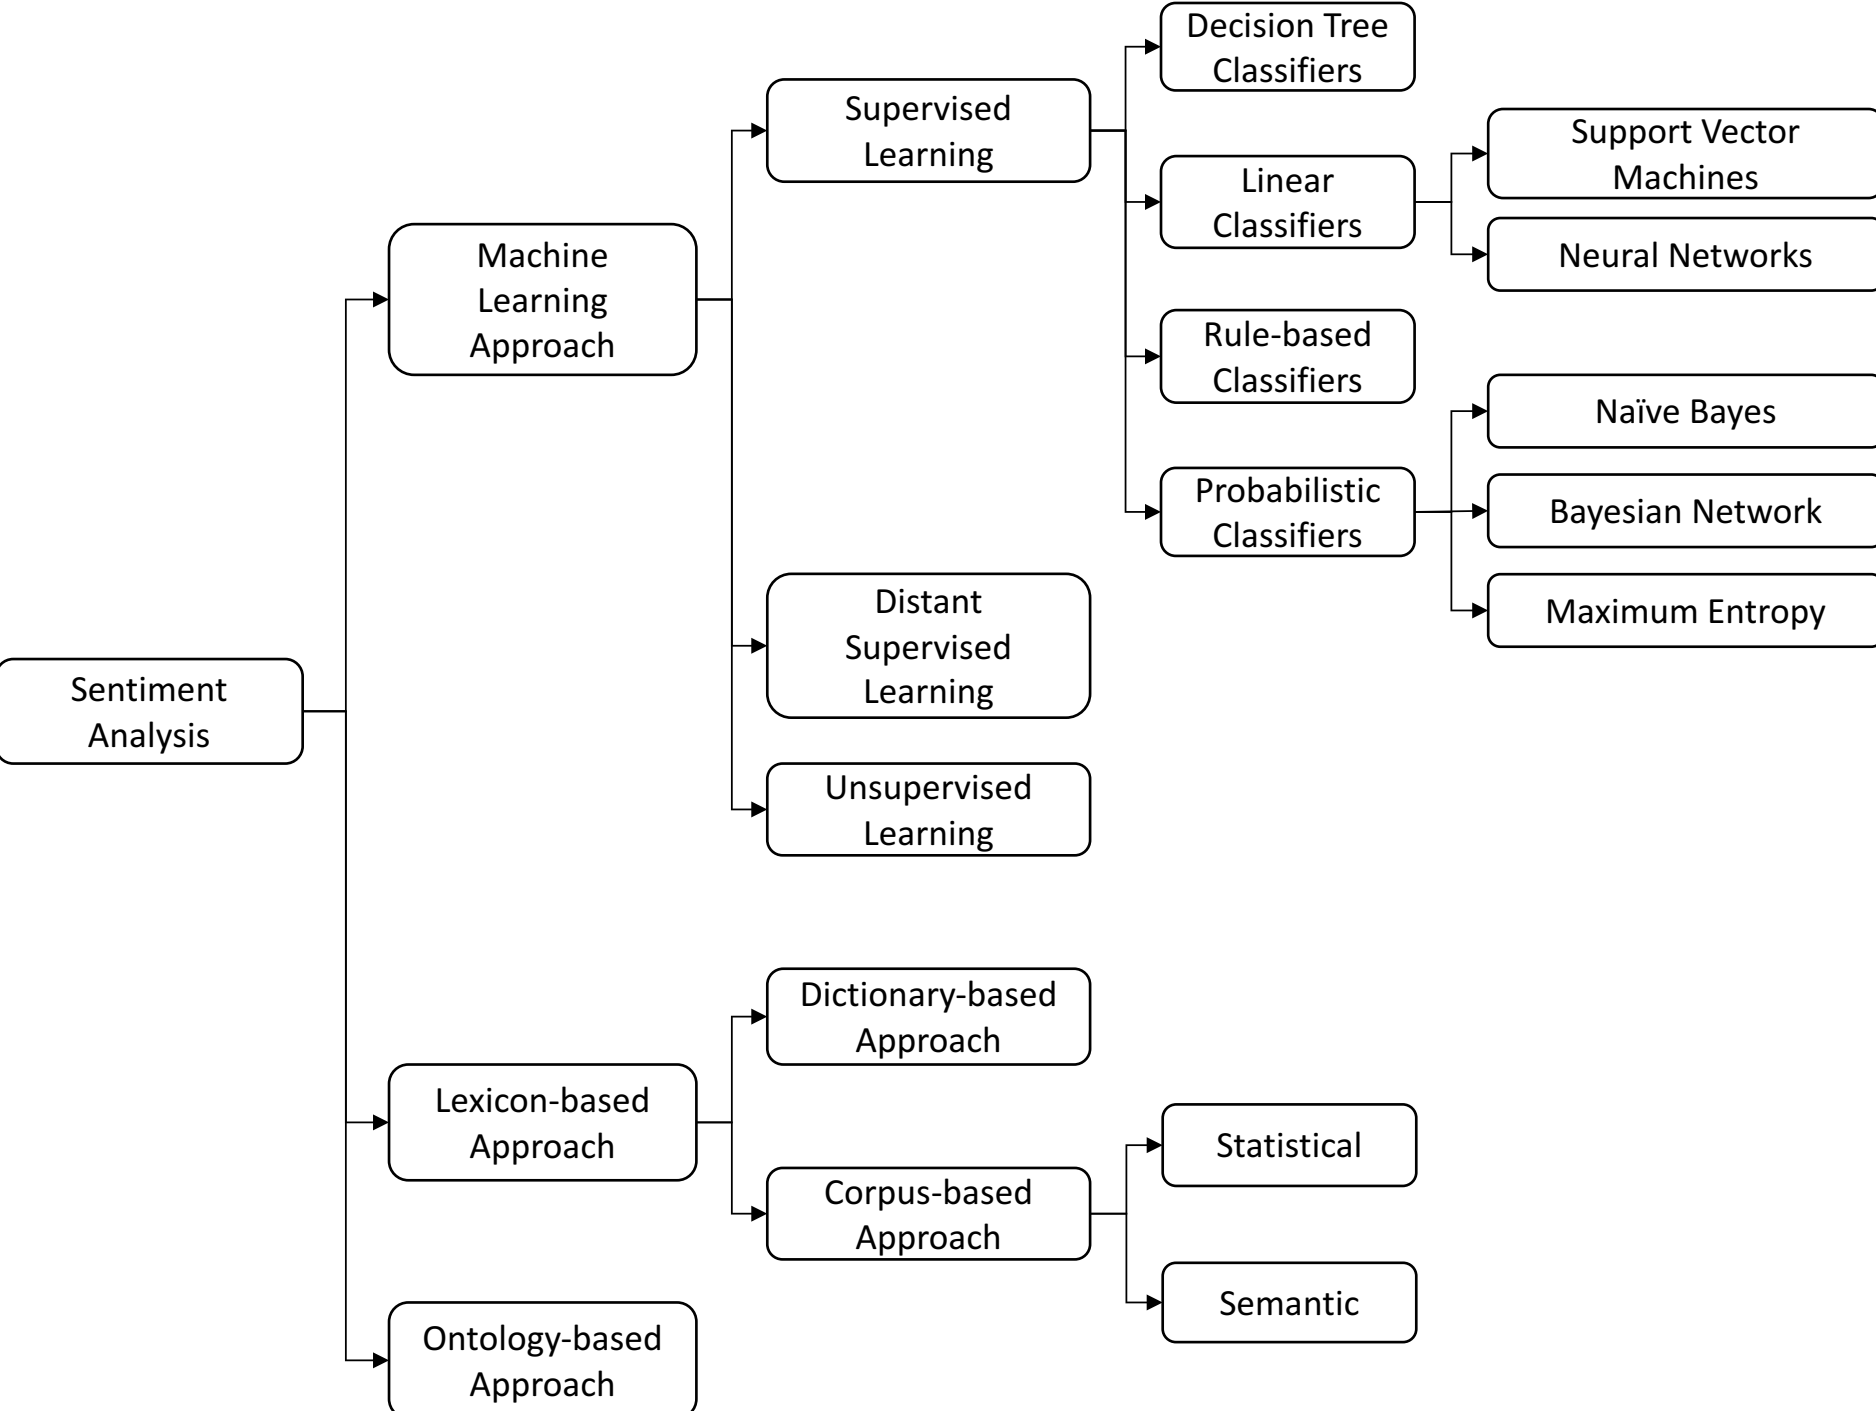 Sentiment
Analysis
Machine
Learning
Approach
Supervised
Learning
Decision Tree
Classifiers
Linear
Classifiers
Support Vector
Machines
Neural Networks
Rule-based
Classifiers
Probabilistic
Classifiers
Naïve Bayes
Bayesian Network
Maximum Entropy
Distant
Supervised
Learning
Unsupervised
Learning
Lexicon-based
Approach
Dictionary-based
Approach
Corpus-based
Approach
Statistical
Semantic
Ontology-based
Approach